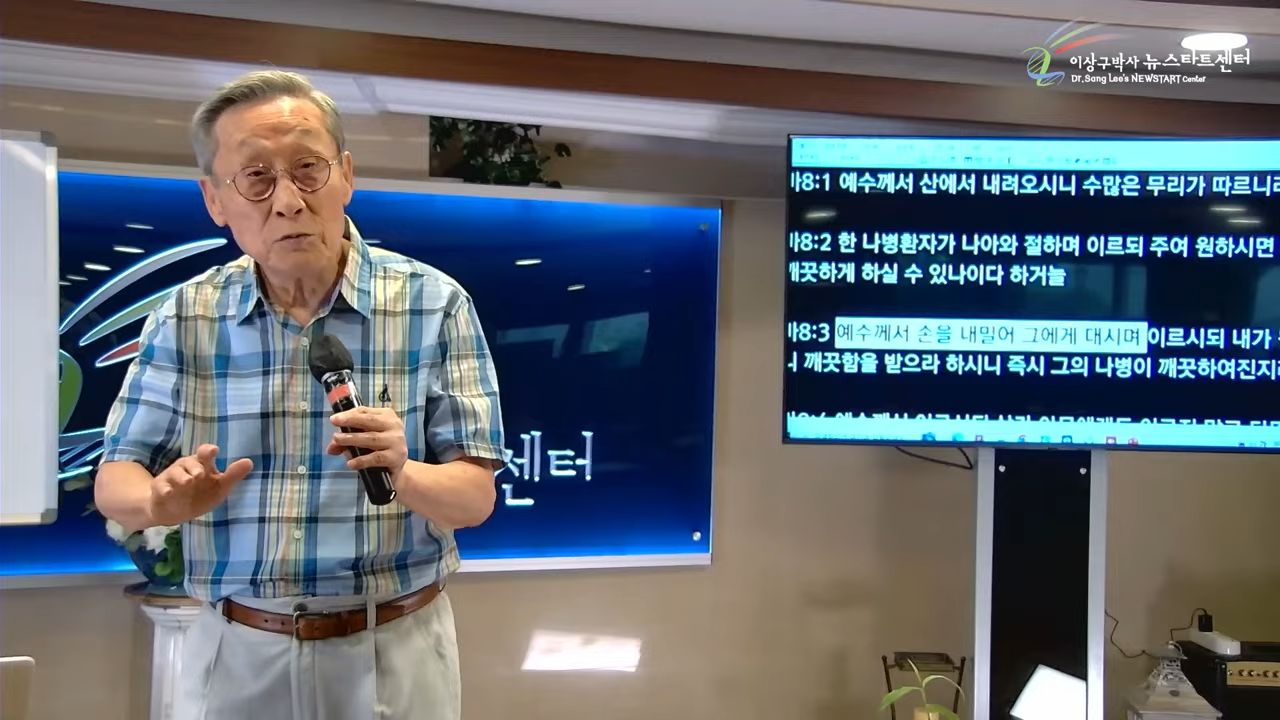 이상구박사 뉴스타트센터
Dr. Sang Lee's NEWSTART Center
8:1 예수께서 산에서 내려오시니 수많은 무리가 따르니라
8:2 한 나병환자가 나아와 절하며 이르되 주여 원하시면
깨끗하게 하실 수 있나이다 하거늘
8:3 예수께서 손을 내밀어 그에게 대시며 이르시되 내가
깨끗함을 받으라 하시니 즉시 그의 나병이 깨끗하여진지라
센터